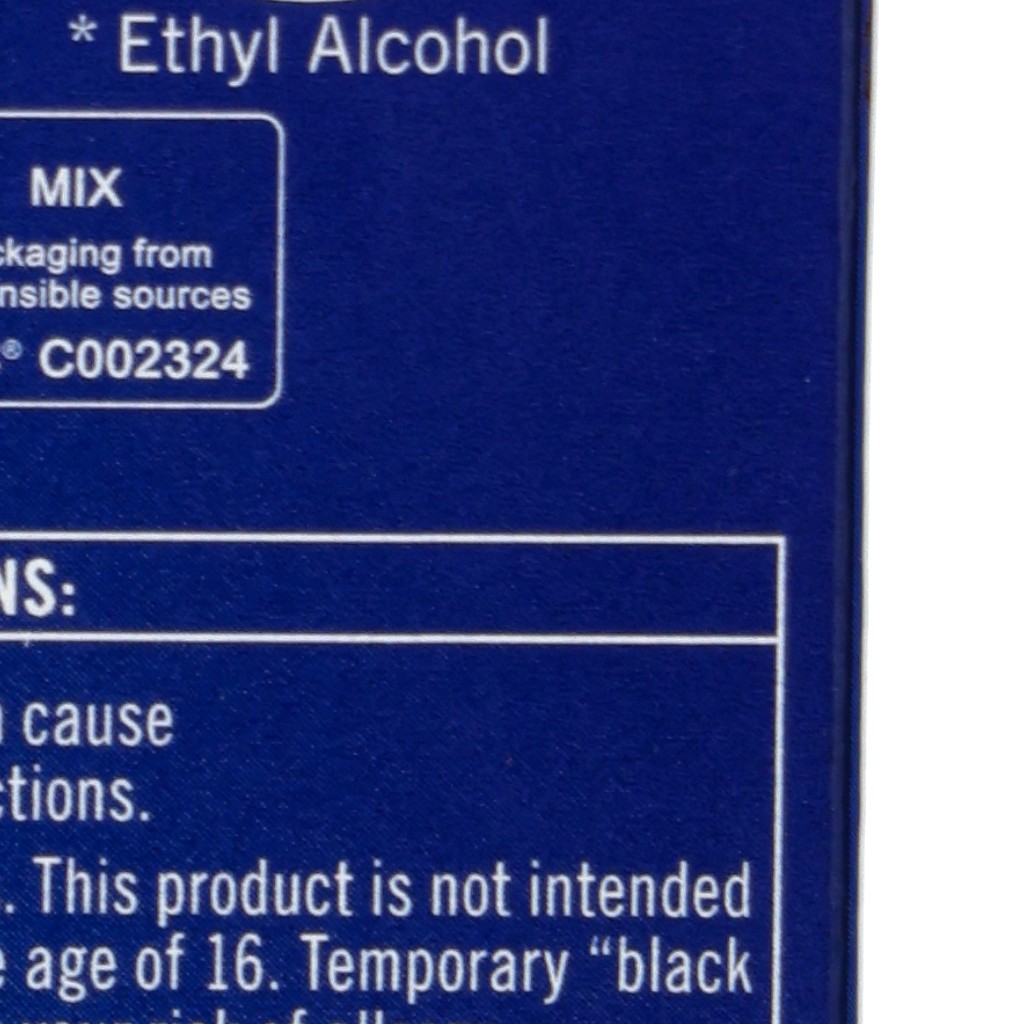 * Ethyl Alcohol
MIX
ckaging from
nsible sources
® C002324
NS:
cause
ctions.
. This product is not intended
e age of 16. Temporary “black